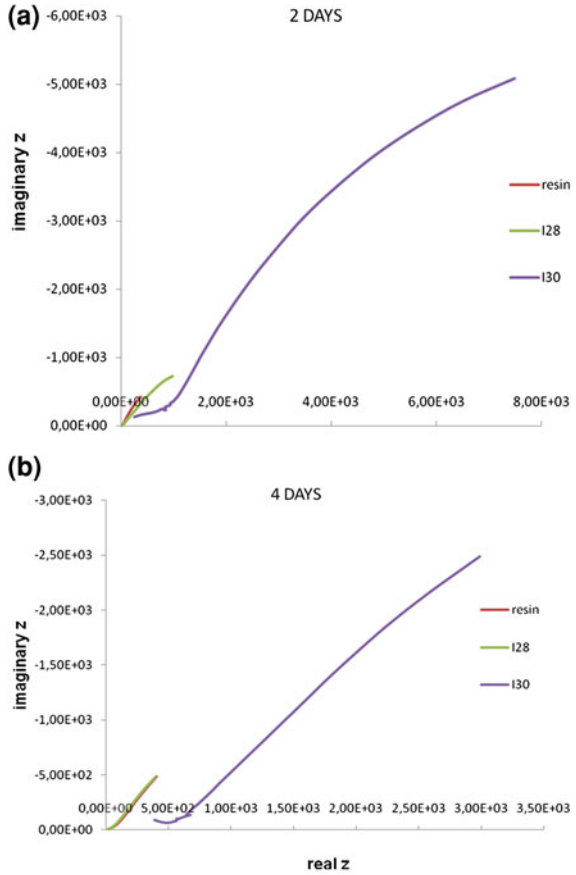 (a)
2 DAYS
-6,00E+03
-5,00E+03
-4,00E+03
-3,00E+03
-2,00E+03
-1,00E+03
0,00E+00
imaginary z
0,00E+00 2,00E+03 4,00E+03 6,00E+03 8,00E+03
resin
I28
I30
(b)
4 DAYS
-3,00E+03
-2,50E+03
-2,00E+03
-1,50E+03
-1,00E+03
-5,00E+02
0,00E+00
imaginary z
0,00E+00 5,00E+02 1,00E+03 1,50E+03 2,00E+03 2,50E+03 3,00E+03 3,50E+03
resin
I28
I30
real z